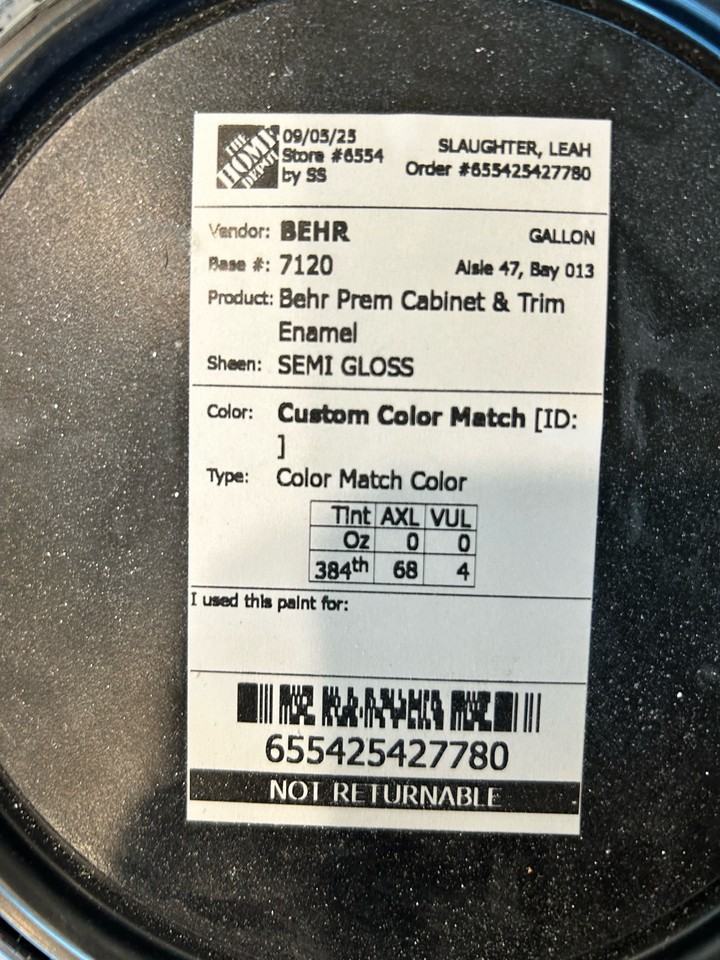 THE HOME DEPOT
09/03/25
Store #6554
by SS
SLAUGHTER, LEAH
Order #655425427780
Vendor: BEHR
GALLON
Base #: 7120
Aisle 47, Bay 013
Product: Behr Prem Cabinet & Trim
Enamel
Sheen: SEMI GLOSS
Color: Custom Color Match [ID:
]
Type: Color Match Color
Tint AXL VUL
Oz 0 0
384th 68 4
I used this paint for:
655425427780
NOT RETURNABLE